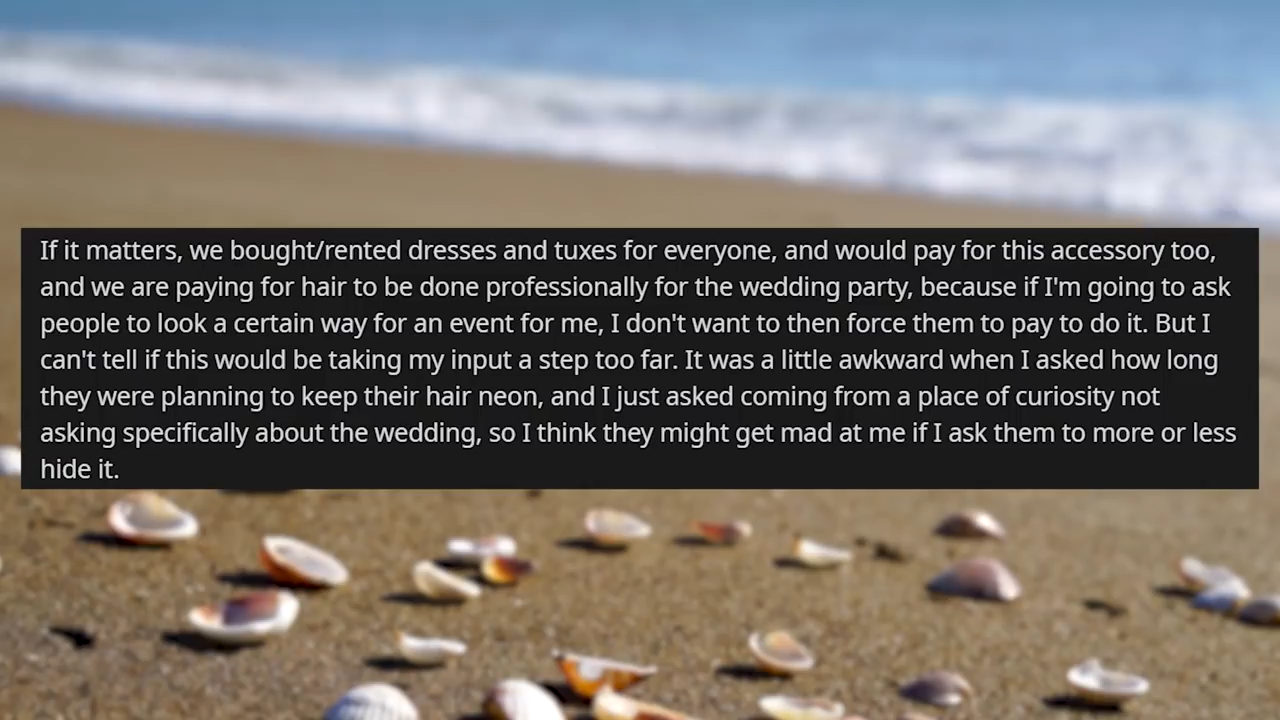 If it matters, we bought/rented dresses and tuxes for everyone, and would pay for this accessory too,
and we are paying for hair to be done professionally for the wedding party, because if I'm going to ask
people to look a certain way for an event for me, I don't want to then force them to pay to do it. But I
can't tell if this would be taking my input a step too far. It was a little awkward when I asked how long
they were planning to keep their hair neon, and I just asked coming from a place of curiosity not
asking specifically about the wedding, so I think they might get mad at me if I ask them to more or less
hide it.